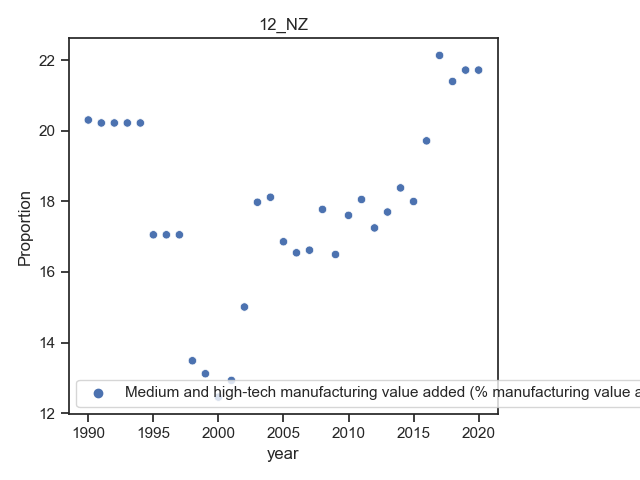 12_NZ
22
20
18
16
14
12
Proportion
Medium and high-tech manufacturing value added (% manufacturing value
1990 1995 2000 2005 2010 2015 2020
year